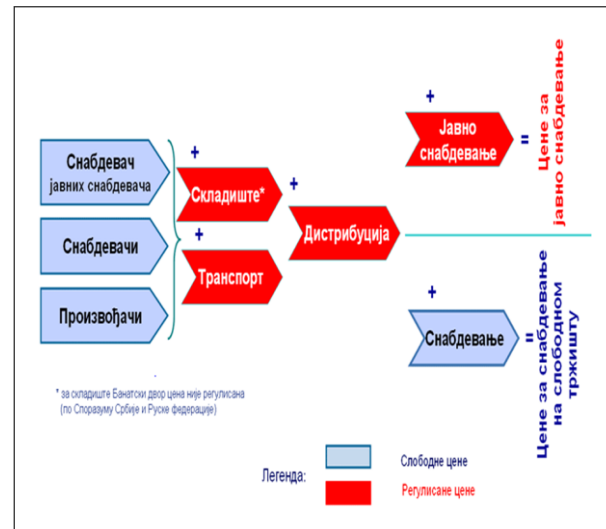 Снабдевач
јавних снабдевача
Снабдевачи
Произвођачи
+
Складиште*
+
Транспорт
+
Дистрибуција
+
Јавно
снабдевање
=
Цене за
јавно снабдевање
+
Снабдевање
=
Цене за снабдевање
на слободном
тржишту
* за складиште Банатски двор цена није регулисана
(по Споразуму Србије и Руске федерације)
Легенда:
Слободне цене
Регулисане цене